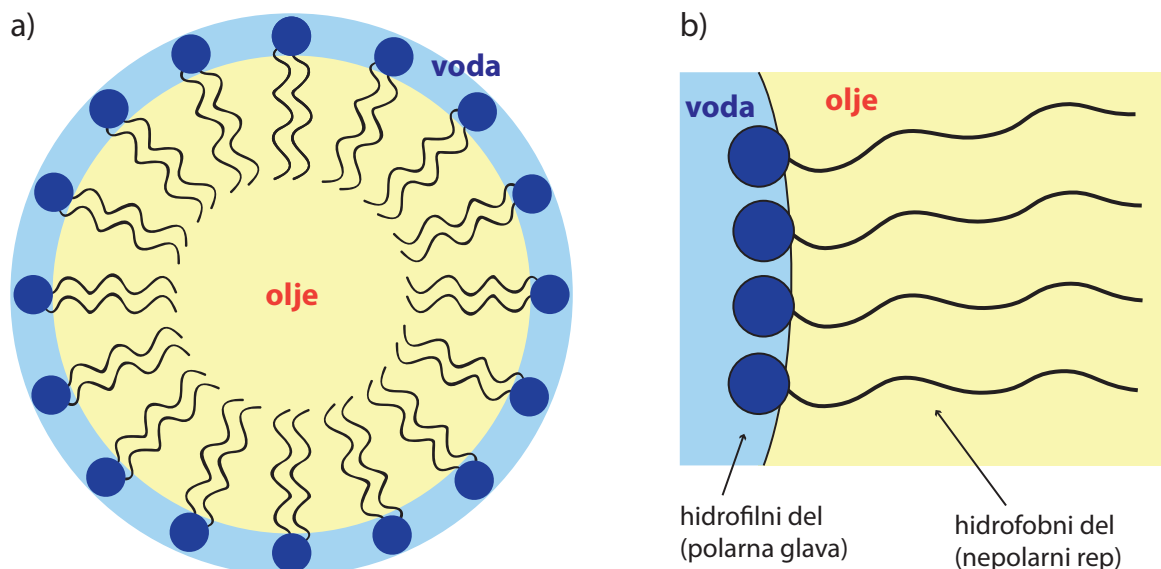 a)
voda
olje
b)
voda
olje
hidrofilni del
(polarna glava)
hidrofobni del
(nepolarni rep)